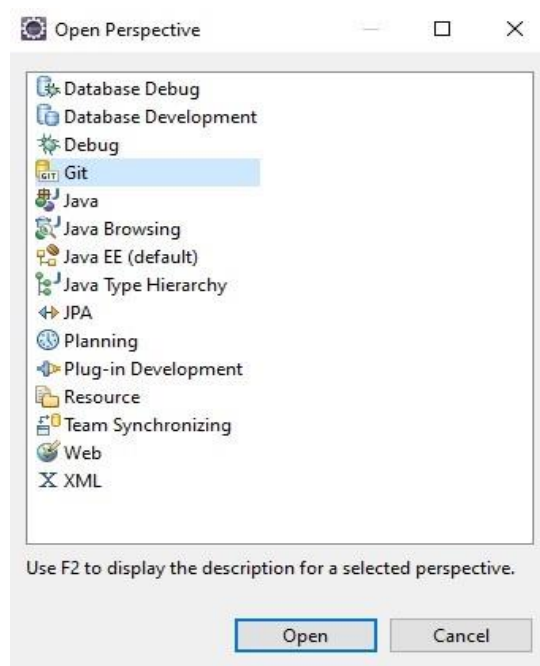 Open Perspective
Database Debug
Database Development
Debug
GIT Git
Java
Java Browsing
Java EE (default)
Java Type Hierarchy
JPA
Planning
Plug-in Development
Resource
Team Synchronizing
Web
X XML
Use F2 to display the description for a selected perspective.
Open Cancel